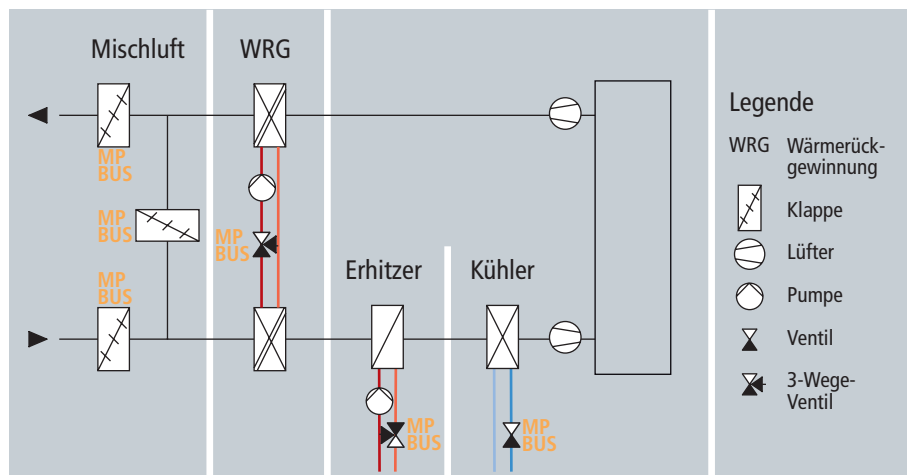 Mischluft
WRG
MP
BUS
MP
BUS
MP
BUS
MP
BUS
Erhitzer
Kühler
MP
BUS
MP
BUS
Legende
WRG Wärmerück-
gewinnung
Klappe
Lüfter
Pumpe
Ventil
3-Wege-
Ventil